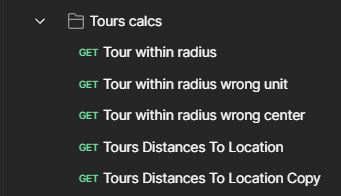 Tours calcs
GET Tour within radius
GET Tour within radius wrong unit
GET Tour within radius wrong center
GET Tours Distances To Location
GET Tours Distances To Location Copy